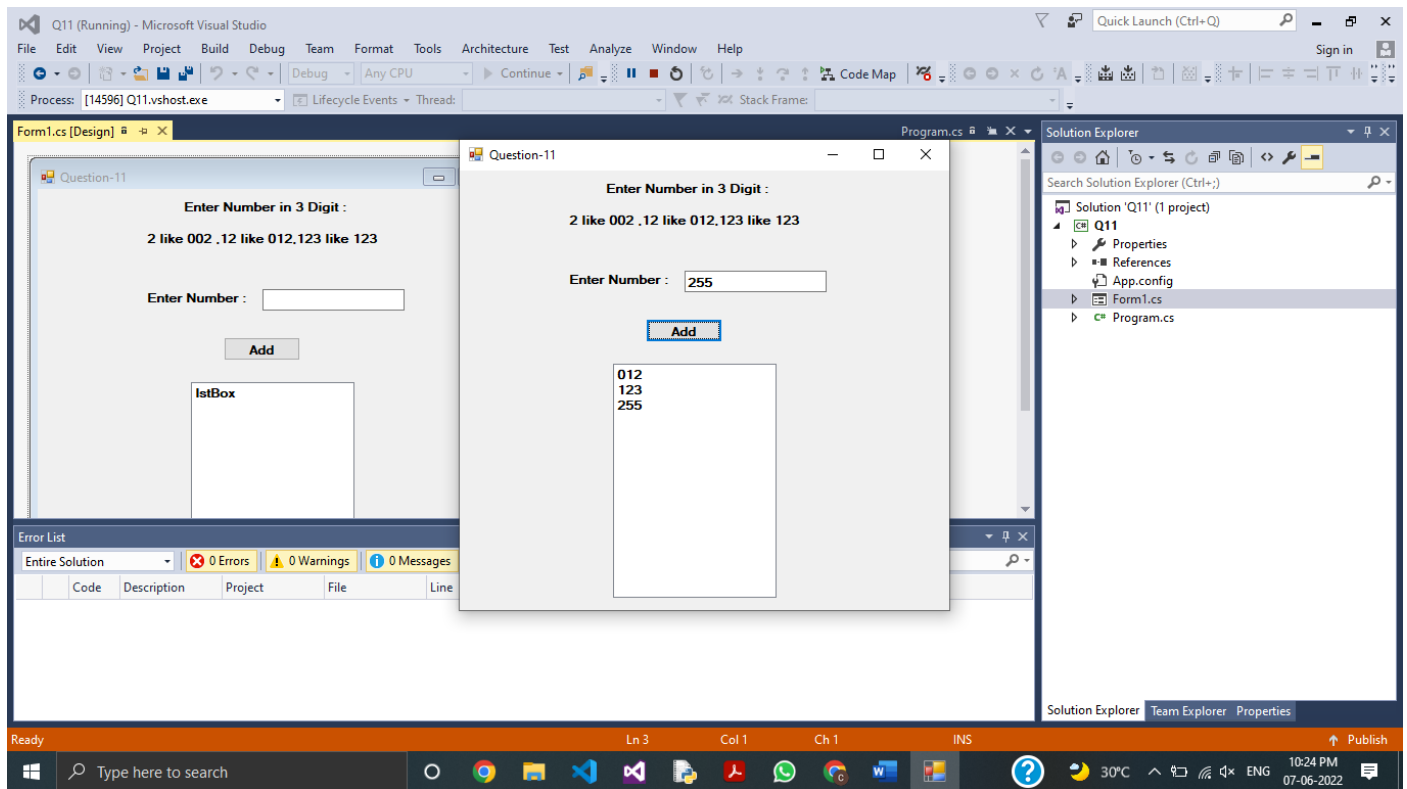 Q11 (Running) - Microsoft Visual Studio
Quick Launch (Ctrl+Q)
File Edit View Project Build Debug Team Format Tools Architecture Test Analyze Window Help
Sign in
Debug Any CPU Continue Code Map
Process: [14596] Q11.vshost.exe Lifecycle Events Thread: Stack Frame:
Form1.cs [Design]
Program.cs
Question-11
Enter Number in 3 Digit :
2 like 002 ,12 like 012,123 like 123
Enter Number :
Add
lstBox
Question-11
Enter Number in 3 Digit :
2 like 002 ,12 like 012,123 like 123
Enter Number : 255
Add
012
123
255
Solution Explorer
Search Solution Explorer (Ctrl+;)
Solution 'Q11' (1 project)
C# Q11
Properties
References
App.config
Form1.cs
C# Program.cs
Error List
Entire Solution 0 Errors 0 Warnings 0 Messages
Code Description Project File Line
Solution Explorer Team Explorer Properties
Ready Ln 3 Col 1 Ch 1 INS Publish
Type here to search
30°C ENG
10:24 PM
07-06-2022